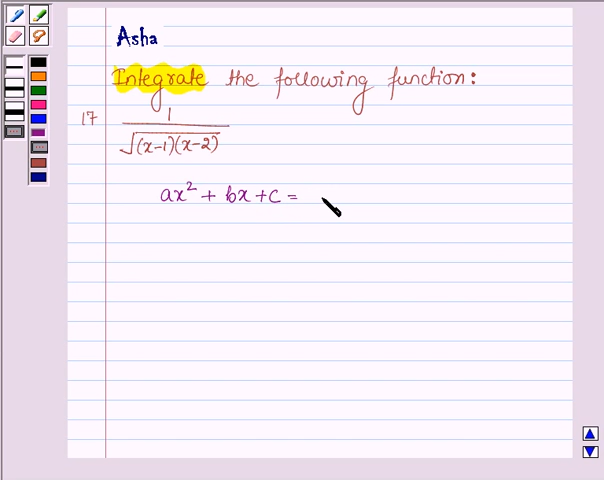 Asha
Integrate the following function:
17 1/√((x-1)(x-2))
ax² + bx + c =